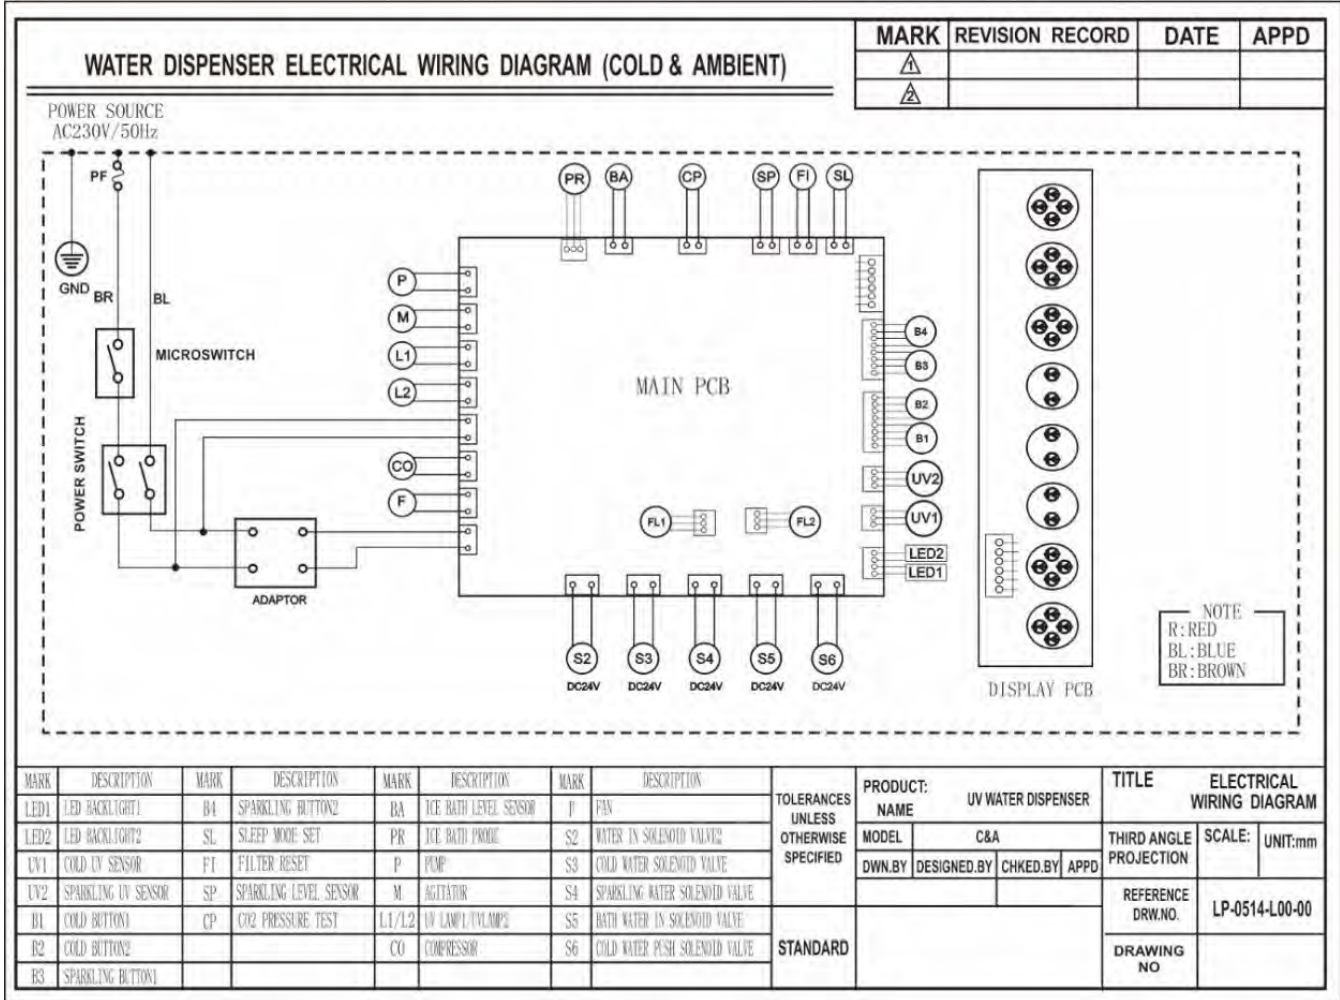 WATER DISPENSER ELECTRICAL WIRING DIAGRAM (COLD & AMBIENT)
MARK REVISION RECORD DATE APPD
1
2
POWER SOURCE
AC230V/50Hz
PF
GND
BR
BL
MICROSWITCH
POWER SWITCH
ADAPTOR
PR BA CP SP FI SL
P
M
L1
L2
CO
F
MAIN PCB
B4
B3
B2
B1
UV2
UV1
LED2
LED1
FL1 FL2
S2 S3 S4 S5 S6
DC24V DC24V DC24V DC24V DC24V
DISPLAY PCB
NOTE
R:RED
BL:BLUE
BR:BROWN
MARK DESCRIPTION MARK DESCRIPTION MARK DESCRIPTION MARK DESCRIPTION
LED1 LED BACKLIGHT1 B4 SPARKLING BUTTON2 BA ICE BATH LEVEL SENSOR F FAN
LED2 LED BACKLIGHT2 SL SLEEP MODE SET PR ICE BATH PROBE S2 WATER IN SOLENOID VALVE2
UV1 COLD UV SENSOR FI FILTER RESET P PUMP S3 COLD WATER SOLENOID VALVE
UV2 SPARKLING UV SENSOR SP SPARKLING LEVEL SENSOR M AGITATOR S4 SPARKLING WATER SOLENOID VALVE
B1 COLD BUTTON1 CP CO2 PRESSURE TEST L1/L2 UV LAMP1/UVLAMP2 S5 BATH WATER IN SOLENOID VALVE
B2 COLD BUTTON2 CO COMPRESSOR S6 COLD WATER PUSH SOLENOID VALVE
B3 SPARKLING BUTTON1
TOLERANCES
UNLESS
OTHERWISE
SPECIFIED
STANDARD
PRODUCT:
NAME
UV WATER DISPENSER
MODEL C&A
DWN.BY DESIGNED.BY CHKED.BY APPD
TITLE ELECTRICAL
WIRING DIAGRAM
THIRD ANGLE
PROJECTION
SCALE: UNIT:mm
REFERENCE
DRW.NO.
LP-0514-L00-00
DRAWING
NO